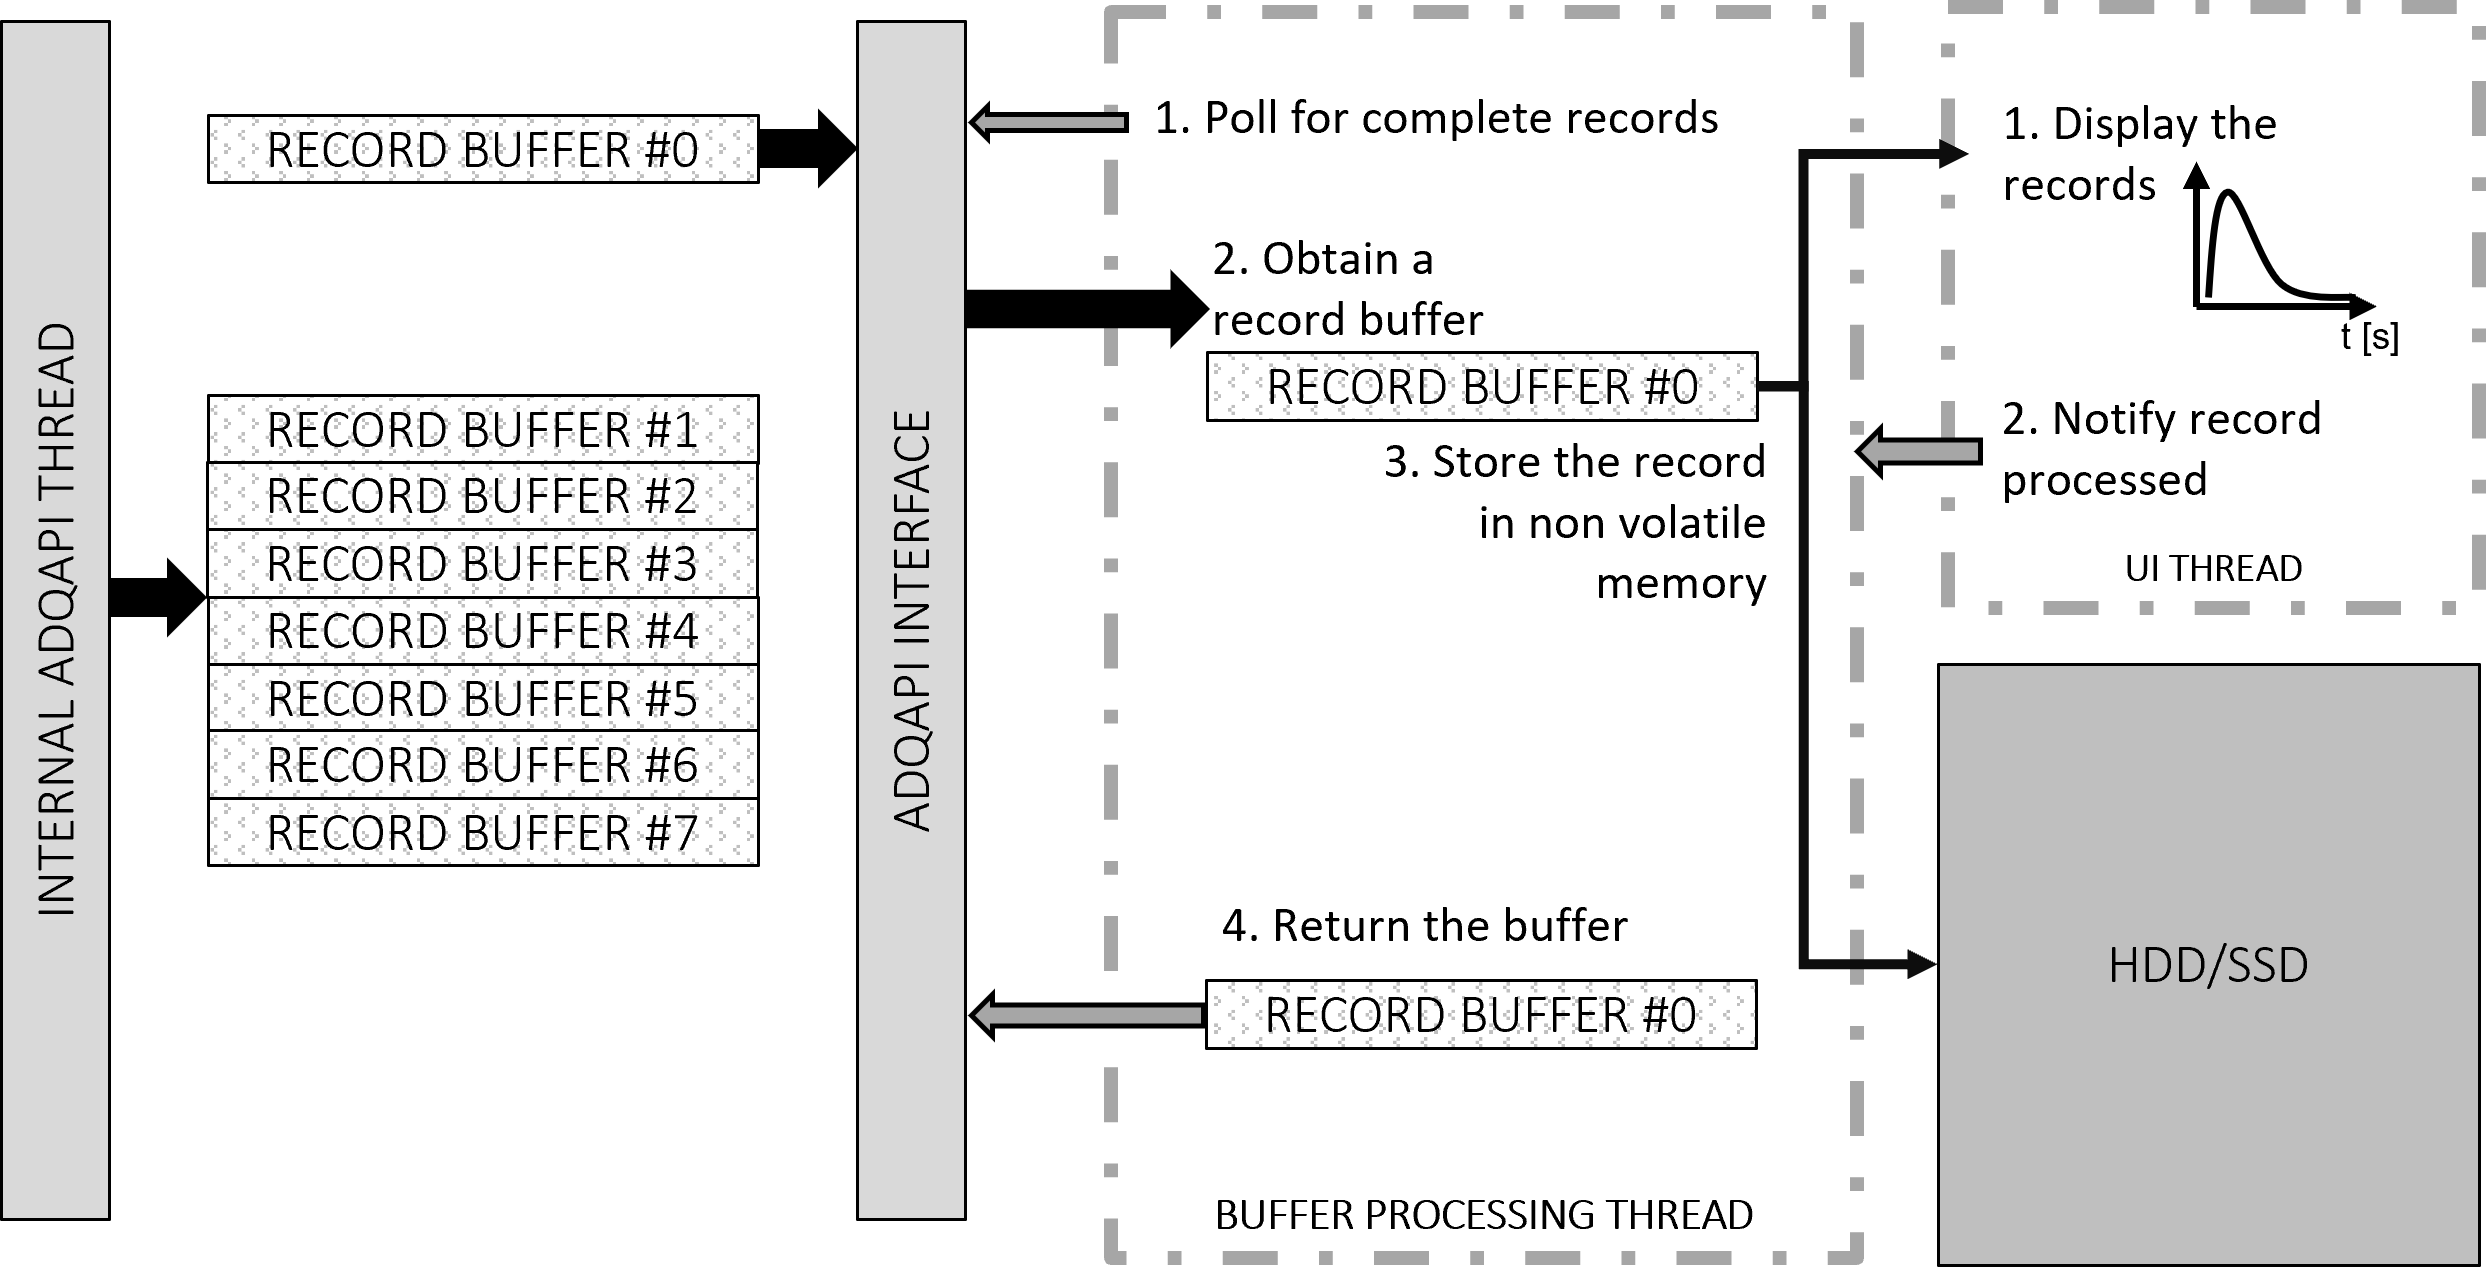 INTERNAL ADQAPI THREAD
RECORD BUFFER #0
RECORD BUFFER #1
RECORD BUFFER #2
RECORD BUFFER #3
RECORD BUFFER #4
RECORD BUFFER #5
RECORD BUFFER #6
RECORD BUFFER #7
ADQAPI INTERFACE
1. Poll for complete records
2. Obtain a
record buffer
RECORD BUFFER #0
3. Store the record
in non volatile
memory
4. Return the buffer
RECORD BUFFER #0
BUFFER PROCESSING THREAD
1. Display the
records
t [s]
2. Notify record
processed
UI THREAD
HDD/SSD